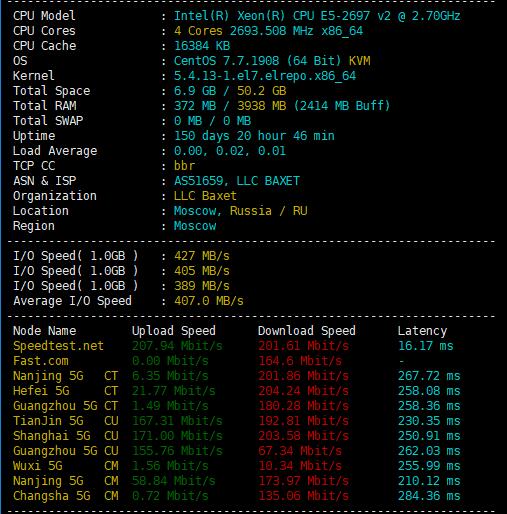 CPU Model : Intel(R) Xeon(R) CPU E5-2697 v2 @ 2.70GHz
CPU Cores : 4 Cores 2693.508 MHz x86_64
CPU Cache : 16384 KB
OS : CentOS 7.7.1908 (64 Bit) KVM
Kernel : 5.4.13-1.el7.elrepo.x86_64
Total Space : 6.9 GB / 50.2 GB
Total RAM : 372 MB / 3938 MB (2414 MB Buff)
Total SWAP : 0 MB / 0 MB
Uptime : 150 days 20 hour 46 min
Load Average : 0.00, 0.02, 0.01
TCP CC : bbr
ASN & ISP : AS51659, LLC BAXET
Organization : LLC Baxet
Location : Moscow, Russia / RU
Region : Moscow
I/O Speed( 1.0GB ) : 427 MB/s
I/O Speed( 1.0GB ) : 405 MB/s
I/O Speed( 1.0GB ) : 389 MB/s
Average I/O Speed : 407.0 MB/s
Node Name Upload Speed Download Speed Latency
Speedtest.net 207.94 Mbit/s 201.61 Mbit/s 16.17 ms
Fast.com 0.00 Mbit/s 164.6 Mbit/s -
Nanjing 5G CT 6.35 Mbit/s 201.86 Mbit/s 267.72 ms
Hefei 5G CT 21.77 Mbit/s 204.24 Mbit/s 258.08 ms
Guangzhou 5G CT 1.49 Mbit/s 180.28 Mbit/s 258.36 ms
TianJin 5G CU 167.31 Mbit/s 192.81 Mbit/s 230.35 ms
Shanghai 5G CU 171.00 Mbit/s 203.58 Mbit/s 250.91 ms
Guangzhou 5G CU 155.76 Mbit/s 67.34 Mbit/s 262.03 ms
Wuxi 5G CM 1.56 Mbit/s 10.34 Mbit/s 255.99 ms
Nanjing 5G CM 58.84 Mbit/s 173.97 Mbit/s 210.12 ms
Changsha 5G CM 0.72 Mbit/s 135.06 Mbit/s 284.36 ms